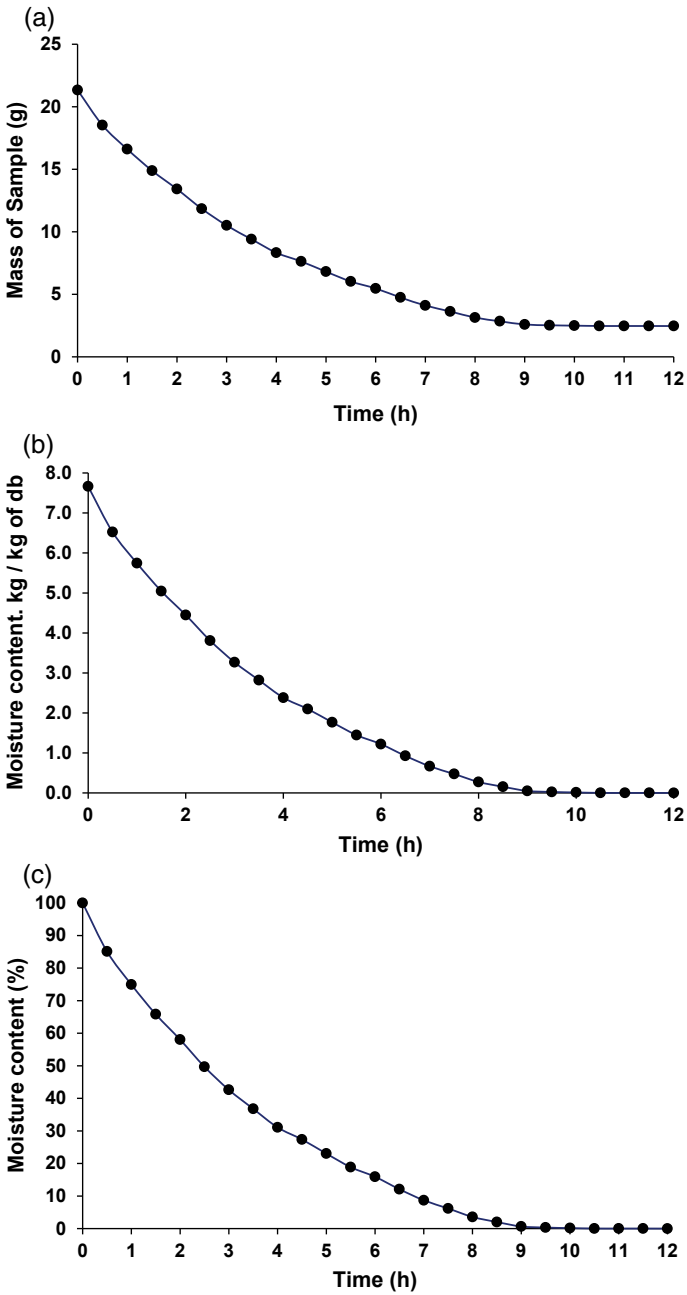 (a)
25
20
15
10
5
0
0 1 2 3 4 5 6 7 8 9 10 11 12
Mass of Sample (g)
Time (h)
(b)
8.0
7.0
6.0
5.0
4.0
3.0
2.0
1.0
0.0
0 2 4 6 8 10 12
Moisture content. kg / kg of db
Time (h)
(c)
100
90
80
70
60
50
40
30
20
10
0
0 1 2 3 4 5 6 7 8 9 10 11 12
Moisture content (%)
Time (h)